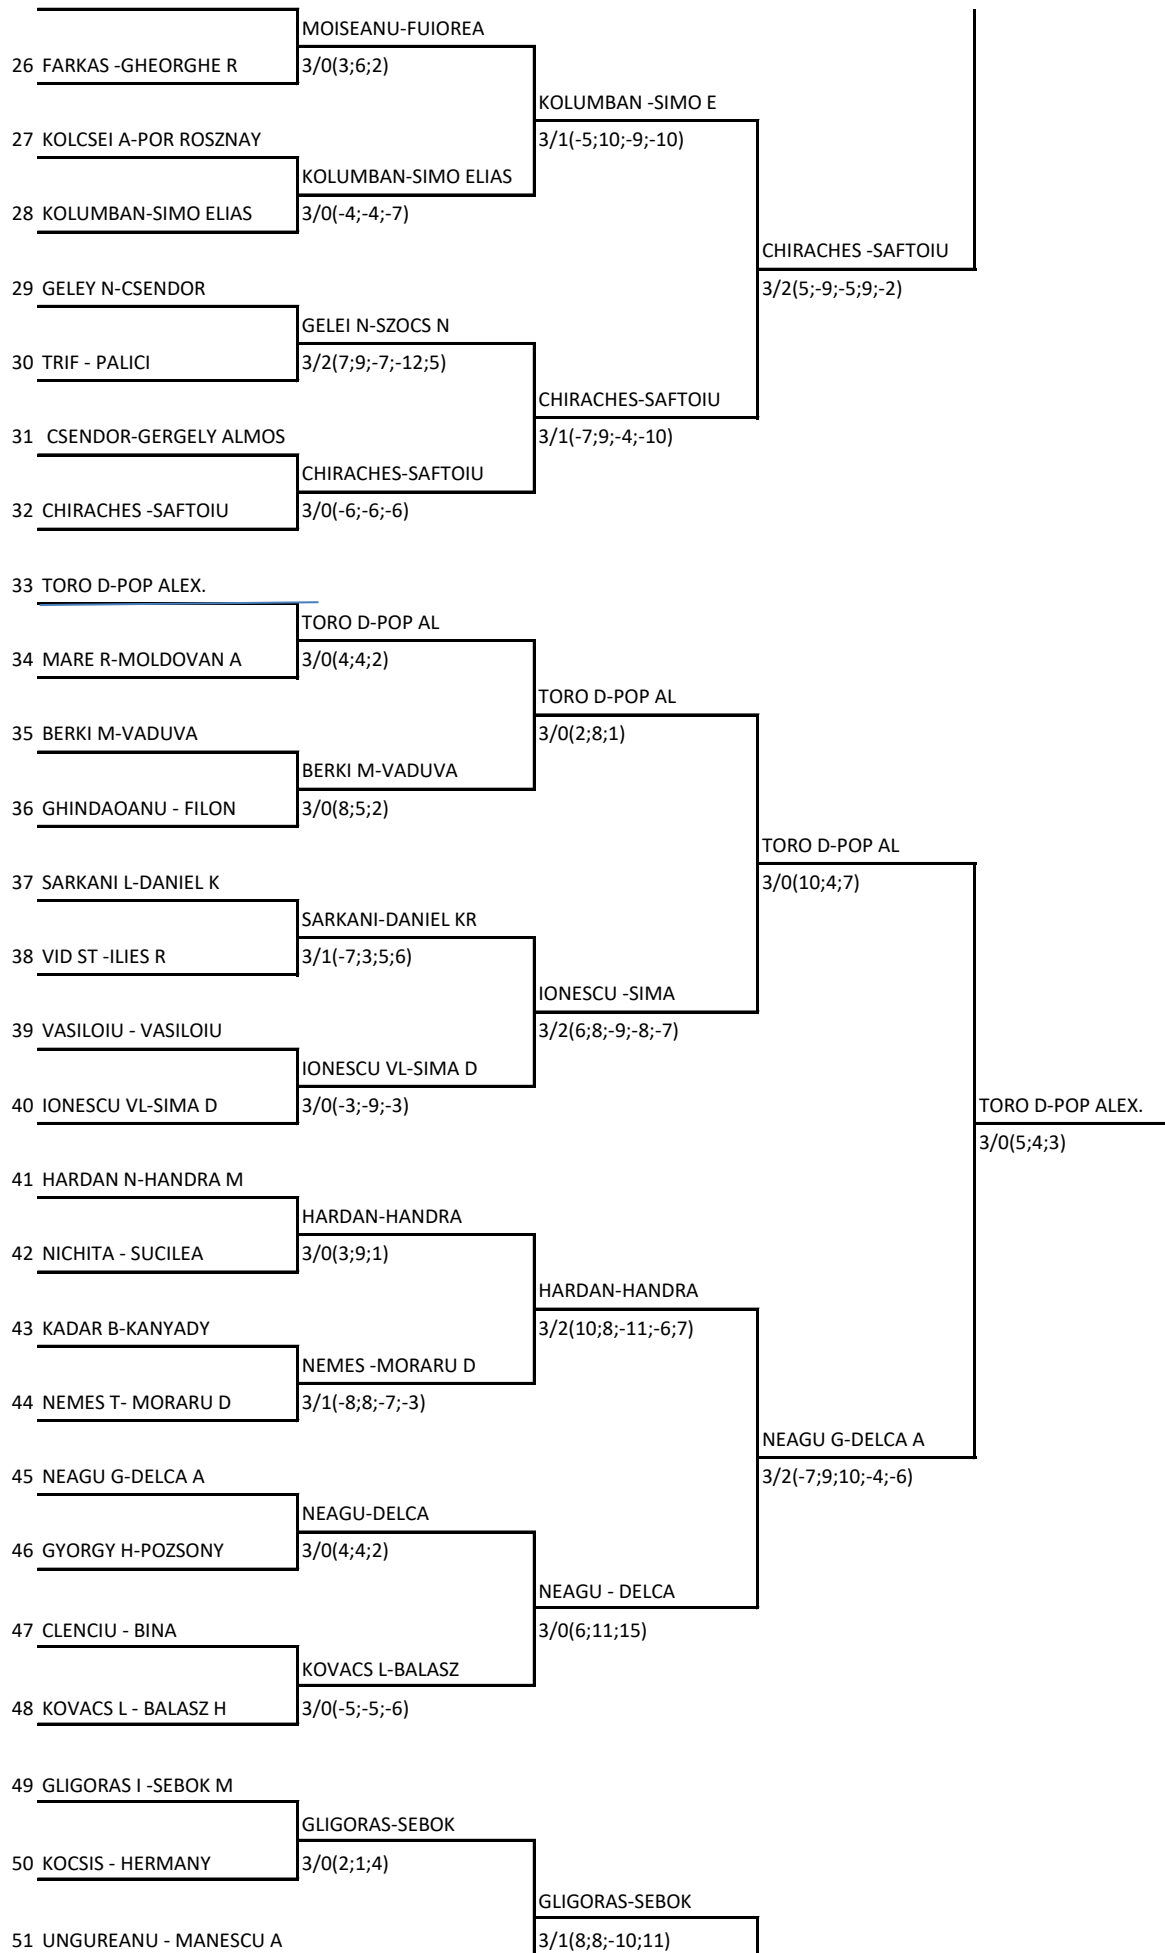 MOISEANU-FUIOREA
26 FARKAS -GHEORGHE R 3/0(3;6;2)
KOLUMBAN -SIMO E
27 KOLCSEI A-POR ROSZNAY 3/1(-5;10;-9;-10)
KOLUMBAN-SIMO ELIAS
28 KOLUMBAN-SIMO ELIAS 3/0(-4;-4;-7)
CHIRACHES -SAFTOIU
29 GELEY N-CSENDOR 3/2(5;-9;-5;9;-2)
GELEI N-SZOCS N
30 TRIF - PALICI 3/2(7;9;-7;-12;5)
CHIRACHES-SAFTOIU
31 CSENDOR-GERGELY ALMOS 3/1(-7;9;-4;-10)
CHIRACHES-SAFTOIU
32 CHIRACHES -SAFTOIU 3/0(-6;-6;-6)
33 TORO D-POP ALEX.
TORO D-POP AL
34 MARE R-MOLDOVAN A 3/0(4;4;2)
TORO D-POP AL
35 BERKI M-VADUVA 3/0(2;8;1)
BERKI M-VADUVA
36 GHINDAOANU - FILON 3/0(8;5;2)
TORO D-POP AL
37 SARKANI L-DANIEL K 3/0(10;4;7)
SARKANI-DANIEL KR
38 VID ST -ILIES R 3/1(-7;3;5;6)
IONESCU -SIMA
39 VASILOIU - VASILOIU 3/2(6;8;-9;-8;-7)
IONESCU VL-SIMA D
40 IONESCU VL-SIMA D 3/0(-3;-9;-3) TORO D-POP ALEX.
3/0(5;4;3)
41 HARDAN N-HANDRA M
HARDAN-HANDRA
42 NICHITA - SUCILEA 3/0(3;9;1)
HARDAN-HANDRA
43 KADAR B-KANYADY 3/2(10;8;-11;-6;7)
NEMES -MORARU D
44 NEMES T- MORARU D 3/1(-8;8;-7;-3)
NEAGU G-DELCA A
45 NEAGU G-DELCA A 3/2(-7;9;10;-4;-6)
NEAGU-DELCA
46 GYORGY H-POZSONY 3/0(4;4;2)
NEAGU - DELCA
47 CLENCIU - BINA 3/0(6;11;15)
KOVACS L-BALASZ
48 KOVACS L - BALASZ H 3/0(-5;-5;-6)
49 GLIGORAS I -SEBOK M
GLIGORAS-SEBOK
50 KOCSIS - HERMANY 3/0(2;1;4)
GLIGORAS-SEBOK
51 UNGUREANU - MANESCU A 3/1(8;8;-10;11)